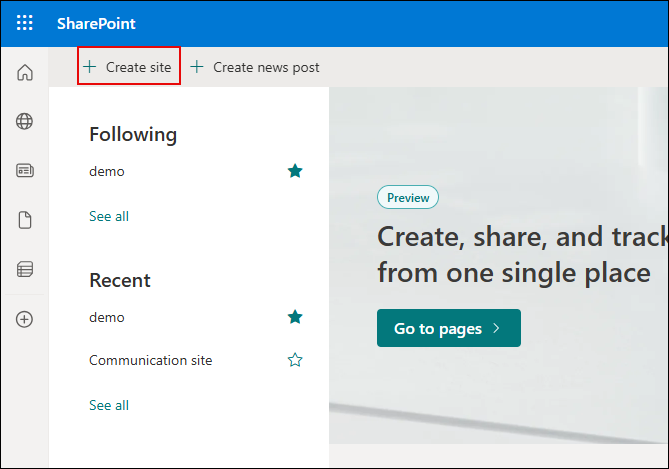 SharePoint
Create site
Create news post
Following
demo
See all
Recent
demo
Communication site
See all
Preview
Create, share, and track
from one single place
Go to pages